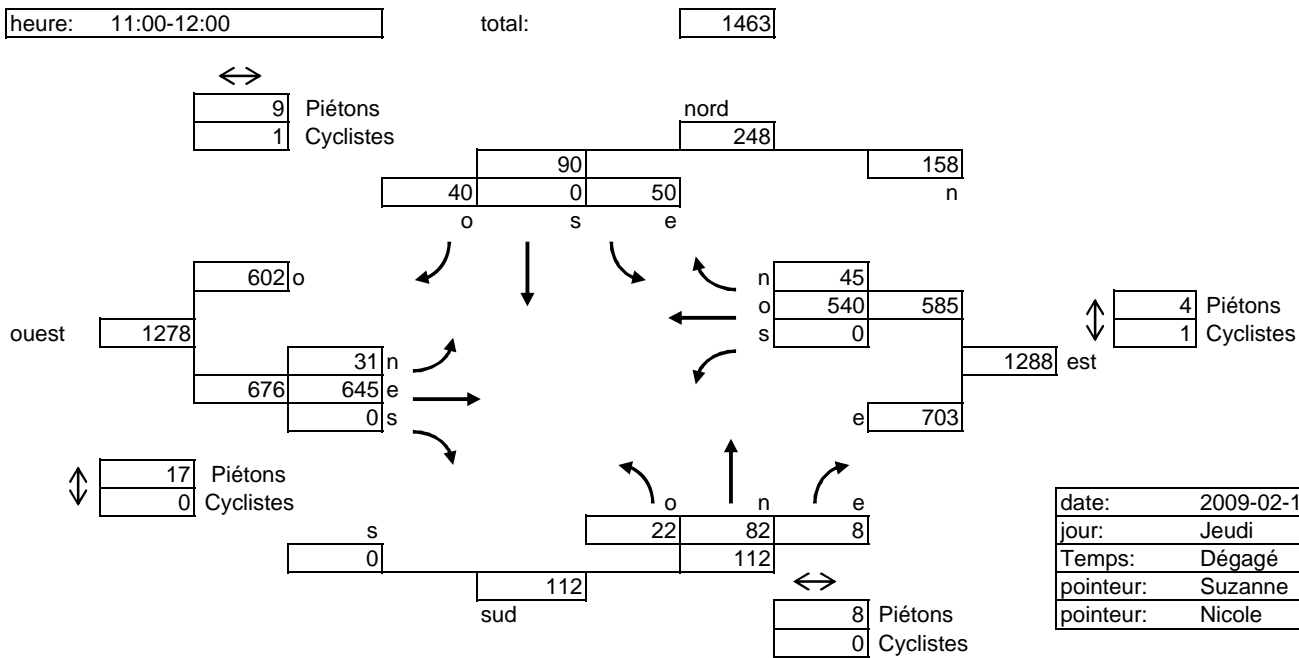 heure: 11:00-12:00 total: 1463
9 Piétons
1 Cyclistes
nord
248
90 158
40 0 50 n
o s e
602 o
n 45
o 540 585
s 0
4 Piétons
1 Cyclistes
ouest 1278
31 n
676 645 e
0 s
1288 est
e 703
17 Piétons
0 Cyclistes
o n e
22 82 8
s
0 112
112
sud
8 Piétons
0 Cyclistes
date: 2009-02-1
jour: Jeudi
Temps: Dégagé
pointeur: Suzanne
pointeur: Nicole